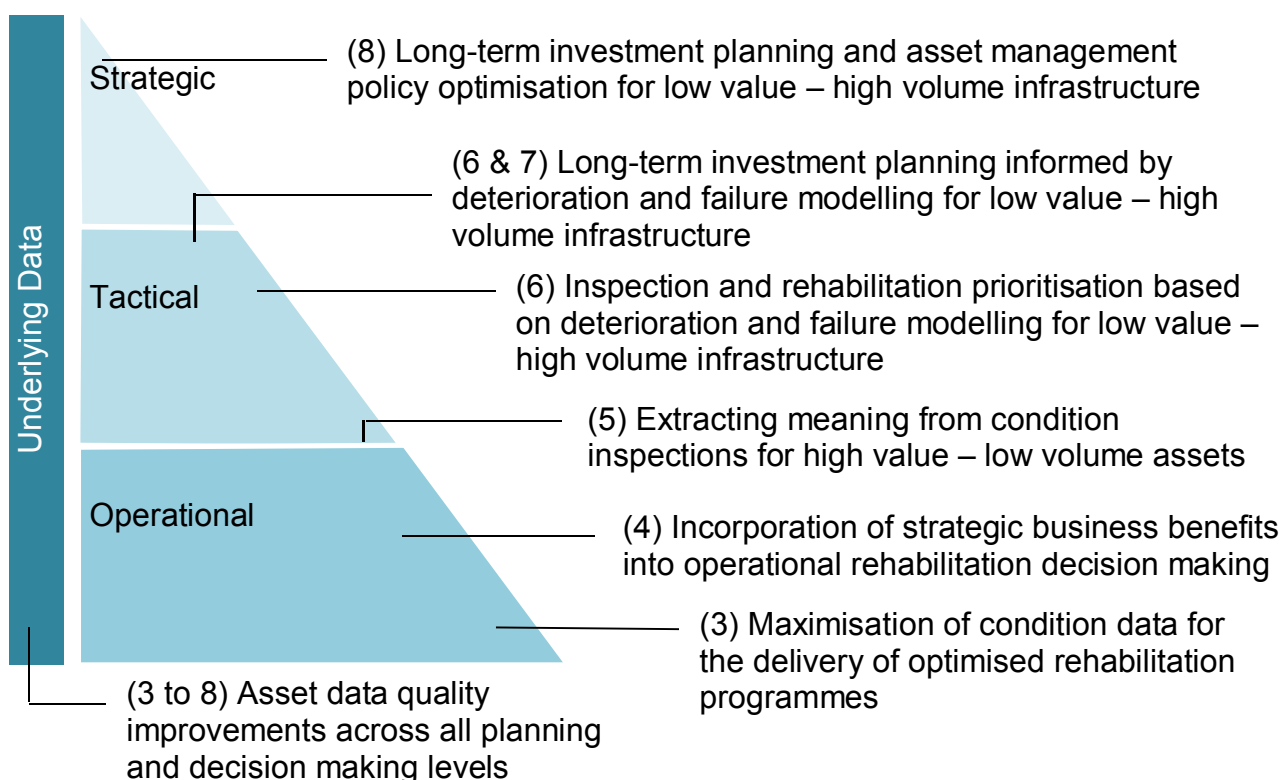 Underlying Data
Strategic
(8) Long-term investment planning and asset management
policy optimisation for low value – high volume infrastructure
(6 & 7) Long-term investment planning informed by
deterioration and failure modelling for low value – high
volume infrastructure
Tactical
(6) Inspection and rehabilitation prioritisation based
on deterioration and failure modelling for low value –
high volume infrastructure
(5) Extracting meaning from condition
inspections for high value – low volume assets
Operational
(4) Incorporation of strategic business benefits
into operational rehabilitation decision making
(3) Maximisation of condition data for
the delivery of optimised rehabilitation
programmes
(3 to 8) Asset data quality
improvements across all planning
and decision making levels